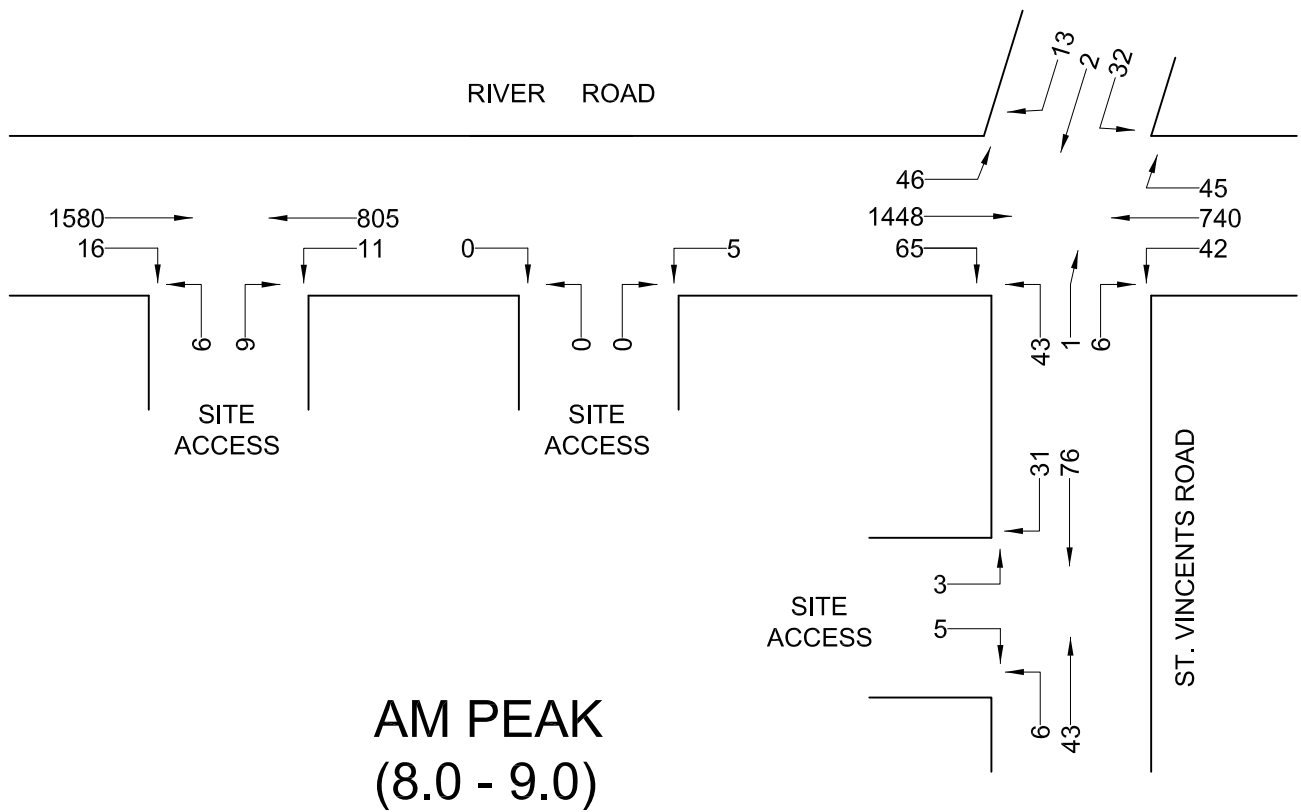 13
2
32
RIVER ROAD
46
45
1580
805
1448
740
16
11
0
5
65
42
6
9
0
0
43
1
6
SITE
ACCESS
SITE
ACCESS
31
76
ST. VINCENTS ROAD
3
SITE
ACCESS
5
6
43
AM PEAK
(8.0 - 9.0)